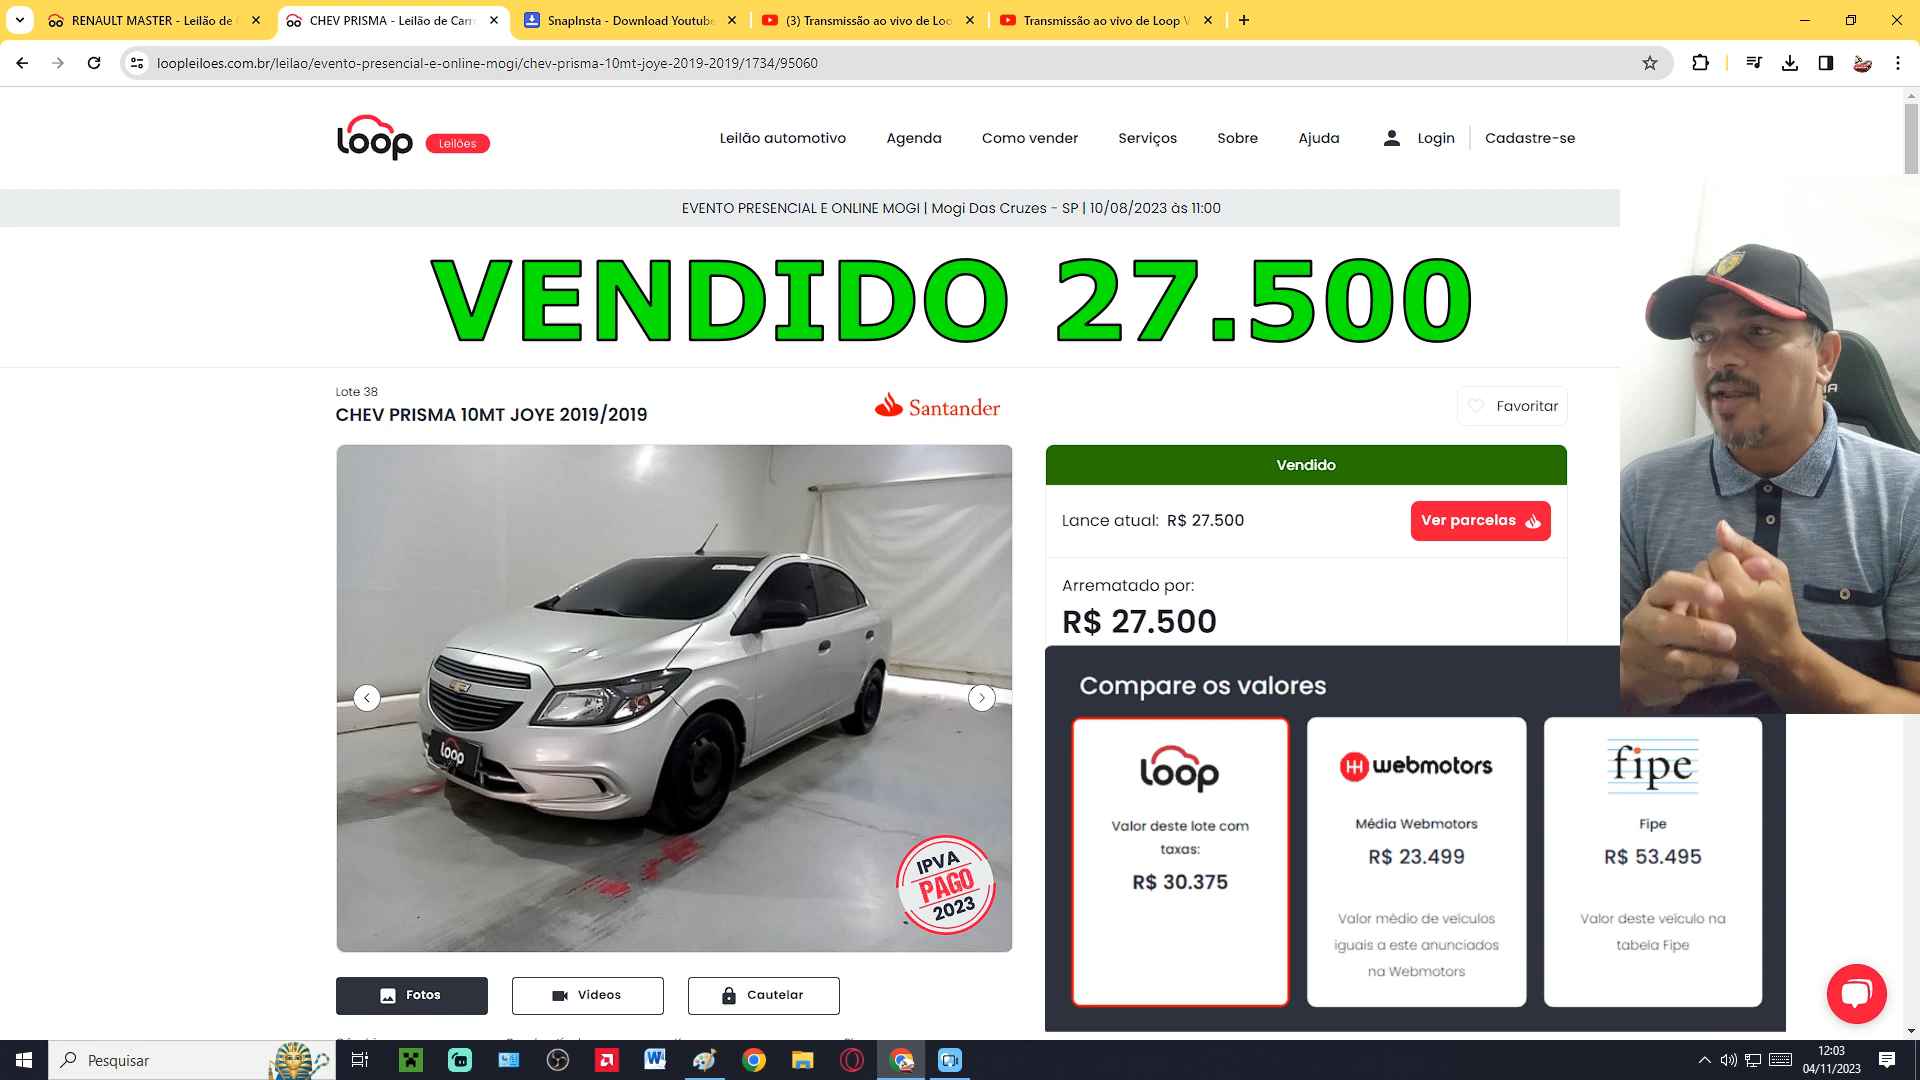 RENAULT MASTER - Leilão de
CHEV PRISMA - Leilão de Carr
SnapInsta - Download Youtube
(3) Transmissão ao vivo de Loo
Transmissão ao vivo de Loop V
loopleiloes.com.br/leilao/evento-presencial-e-online-mogi/chev-prisma-10mt-joye-2019-2019/1734/95060
loop Leilões
Leilão automotivo
Agenda
Como vender
Serviços
Sobre
Ajuda
Login
Cadastre-se
EVENTO PRESENCIAL E ONLINE MOGI | Mogi Das Cruzes - SP | 10/08/2023 às 11:00
VENDIDO 27.500
Lote 38
CHEV PRISMA 10MT JOYE 2019/2019
Santander
Favoritar
Vendido
Lance atual: R$ 27.500
Ver parcelas
Arrematado por:
R$ 27.500
loop
IPVA
PAGO
2023
Compare os valores
loop
Valor deste lote com
taxas:
R$ 30.375
webmotors
Média Webmotors
R$ 23.499
Valor médio de veículos
iguais a este anunciados
na Webmotors
fipe
Fipe
R$ 53.495
Valor deste veículo na
tabela Fipe
Fotos
Videos
Cautelar
Pesquisar
12:03
04/11/2023